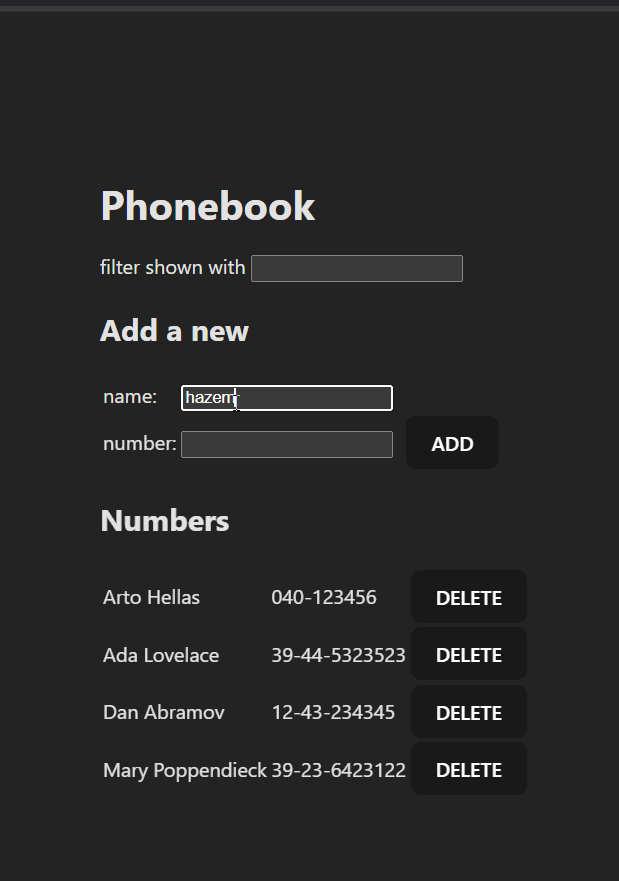 Phonebook
filter shown with
Add a new
name: hazem
number: ADD
Numbers
Arto Hellas 040-123456 DELETE
Ada Lovelace 39-44-5323523 DELETE
Dan Abramov 12-43-234345 DELETE
Mary Poppendieck 39-23-6423122 DELETE